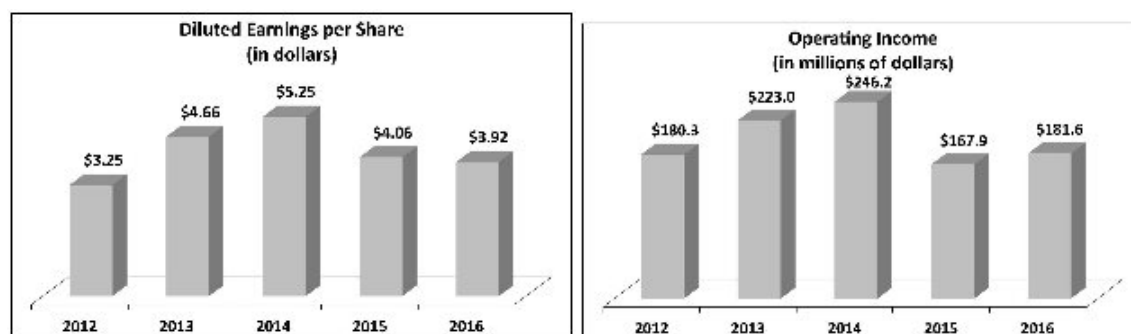 Diluted Earnings per Share
(in dollars)
$5.25
$4.66
$4.06
$3.92
$3.25
2012 2013 2014 2015 2016
Operating Income
(in millions of dollars)
$246.2
$223.0
$180.3
$181.6
$167.9
2012 2013 2014 2015 2016